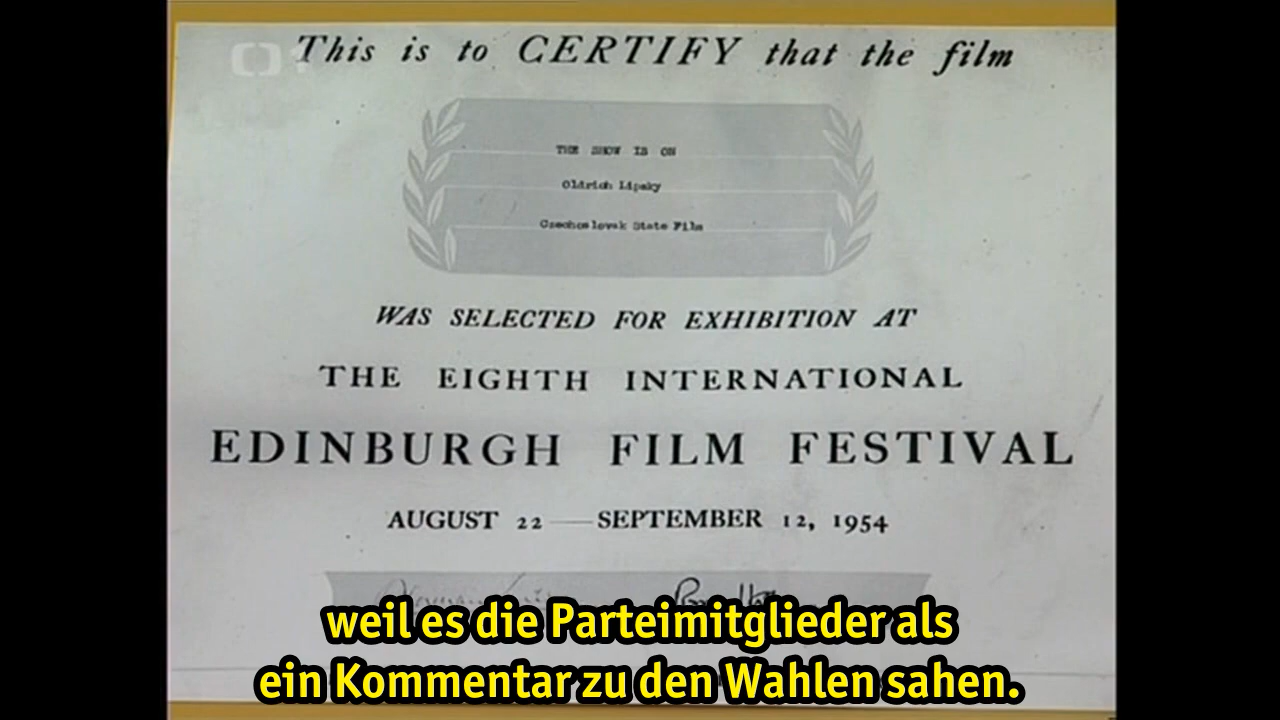 This is to CERTIFY that the film
THE SHOW IS ON
Oldrich Lipsky
Czechoslovak State Film
WAS SELECTED FOR EXHIBITION AT
THE EIGHTH INTERNATIONAL
EDINBURGH FILM FESTIVAL
AUGUST 22 — SEPTEMBER 12, 1954
weil es die Parteimitglieder als
ein Kommentar zu den Wahlen sahen.